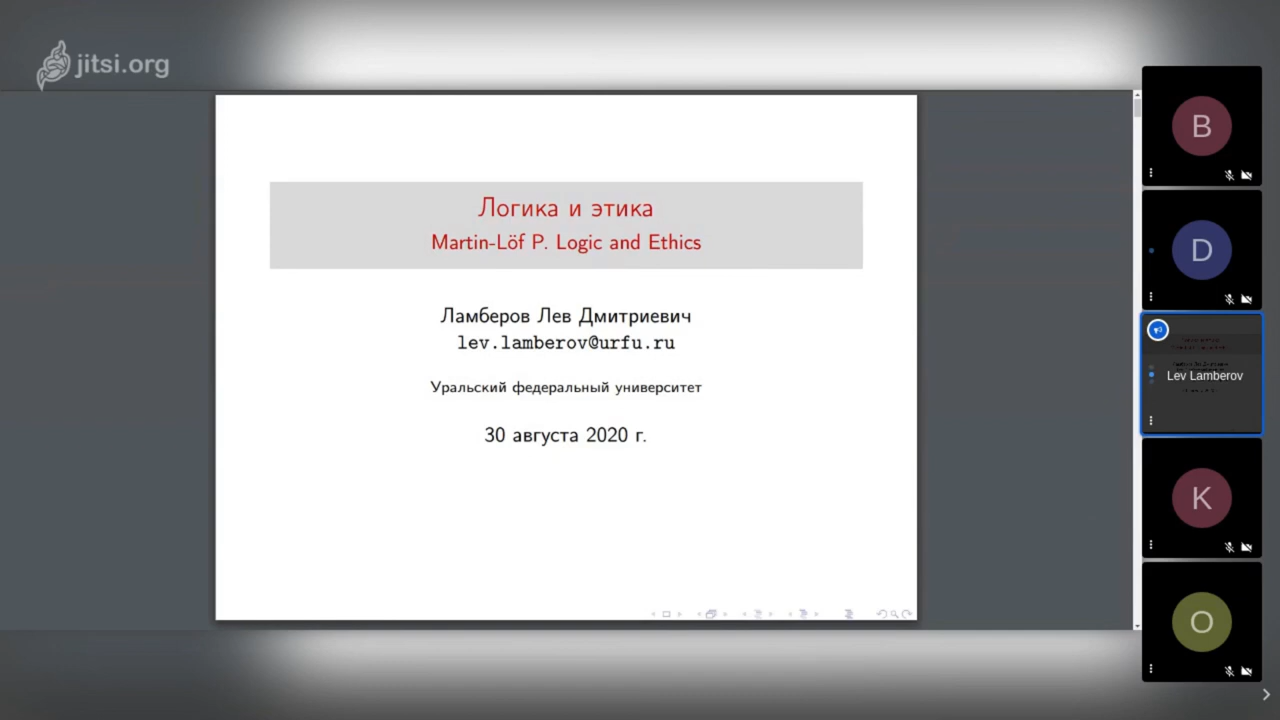 jitsi.org
Логика и этика
Martin-Löf P. Logic and Ethics
Ламберов Лев Дмитриевич
lev.lamberov@urfu.ru
Уральский федеральный университет
30 августа 2020 г.
B
D
Lev Lamberov
K
O